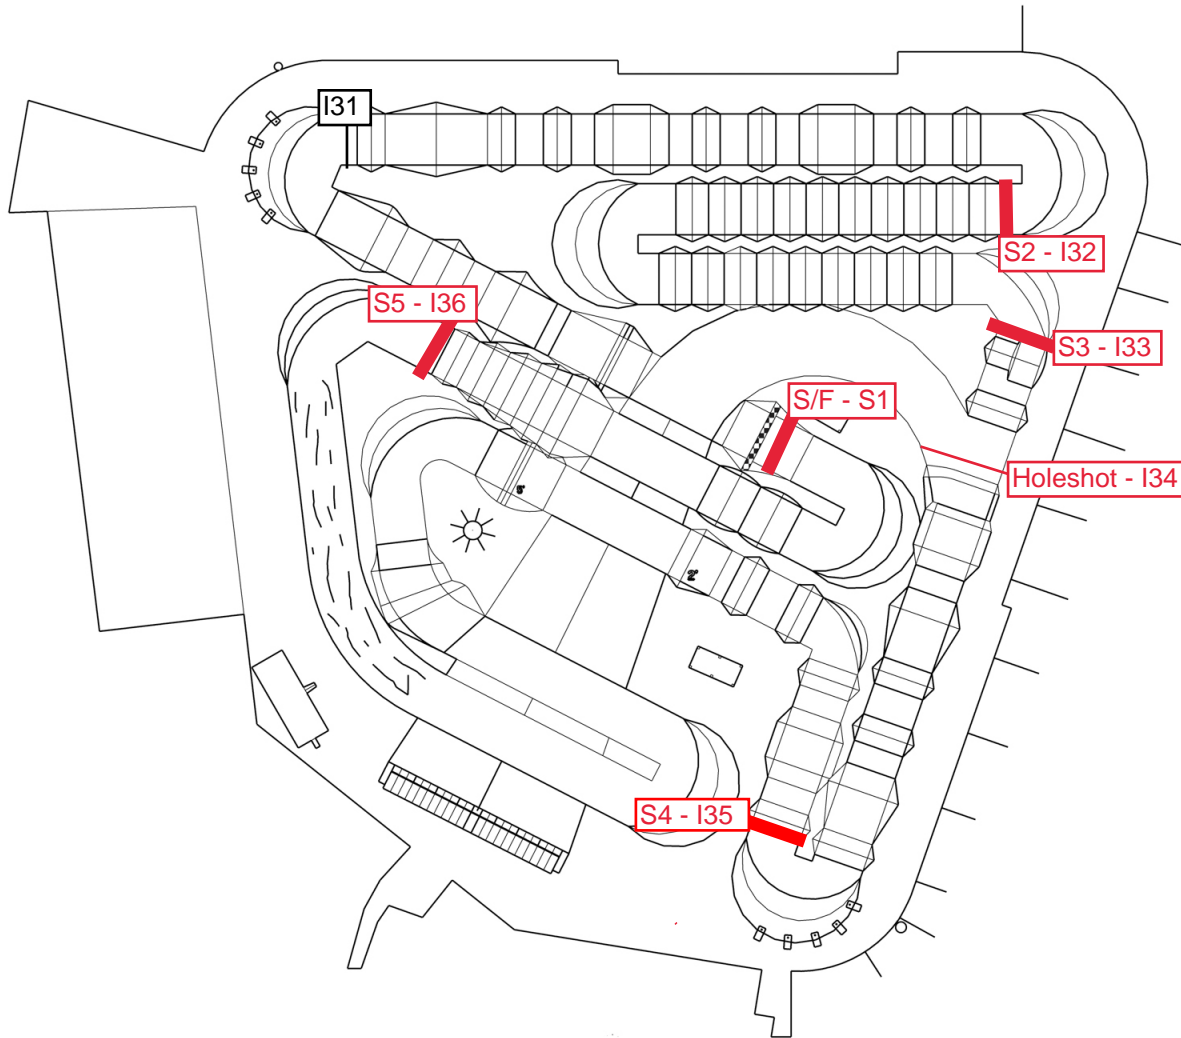 I31
S2 - I32
S5 - I36
S3 - I33
S/F - S1
Holeshot - I34
S4 - I35